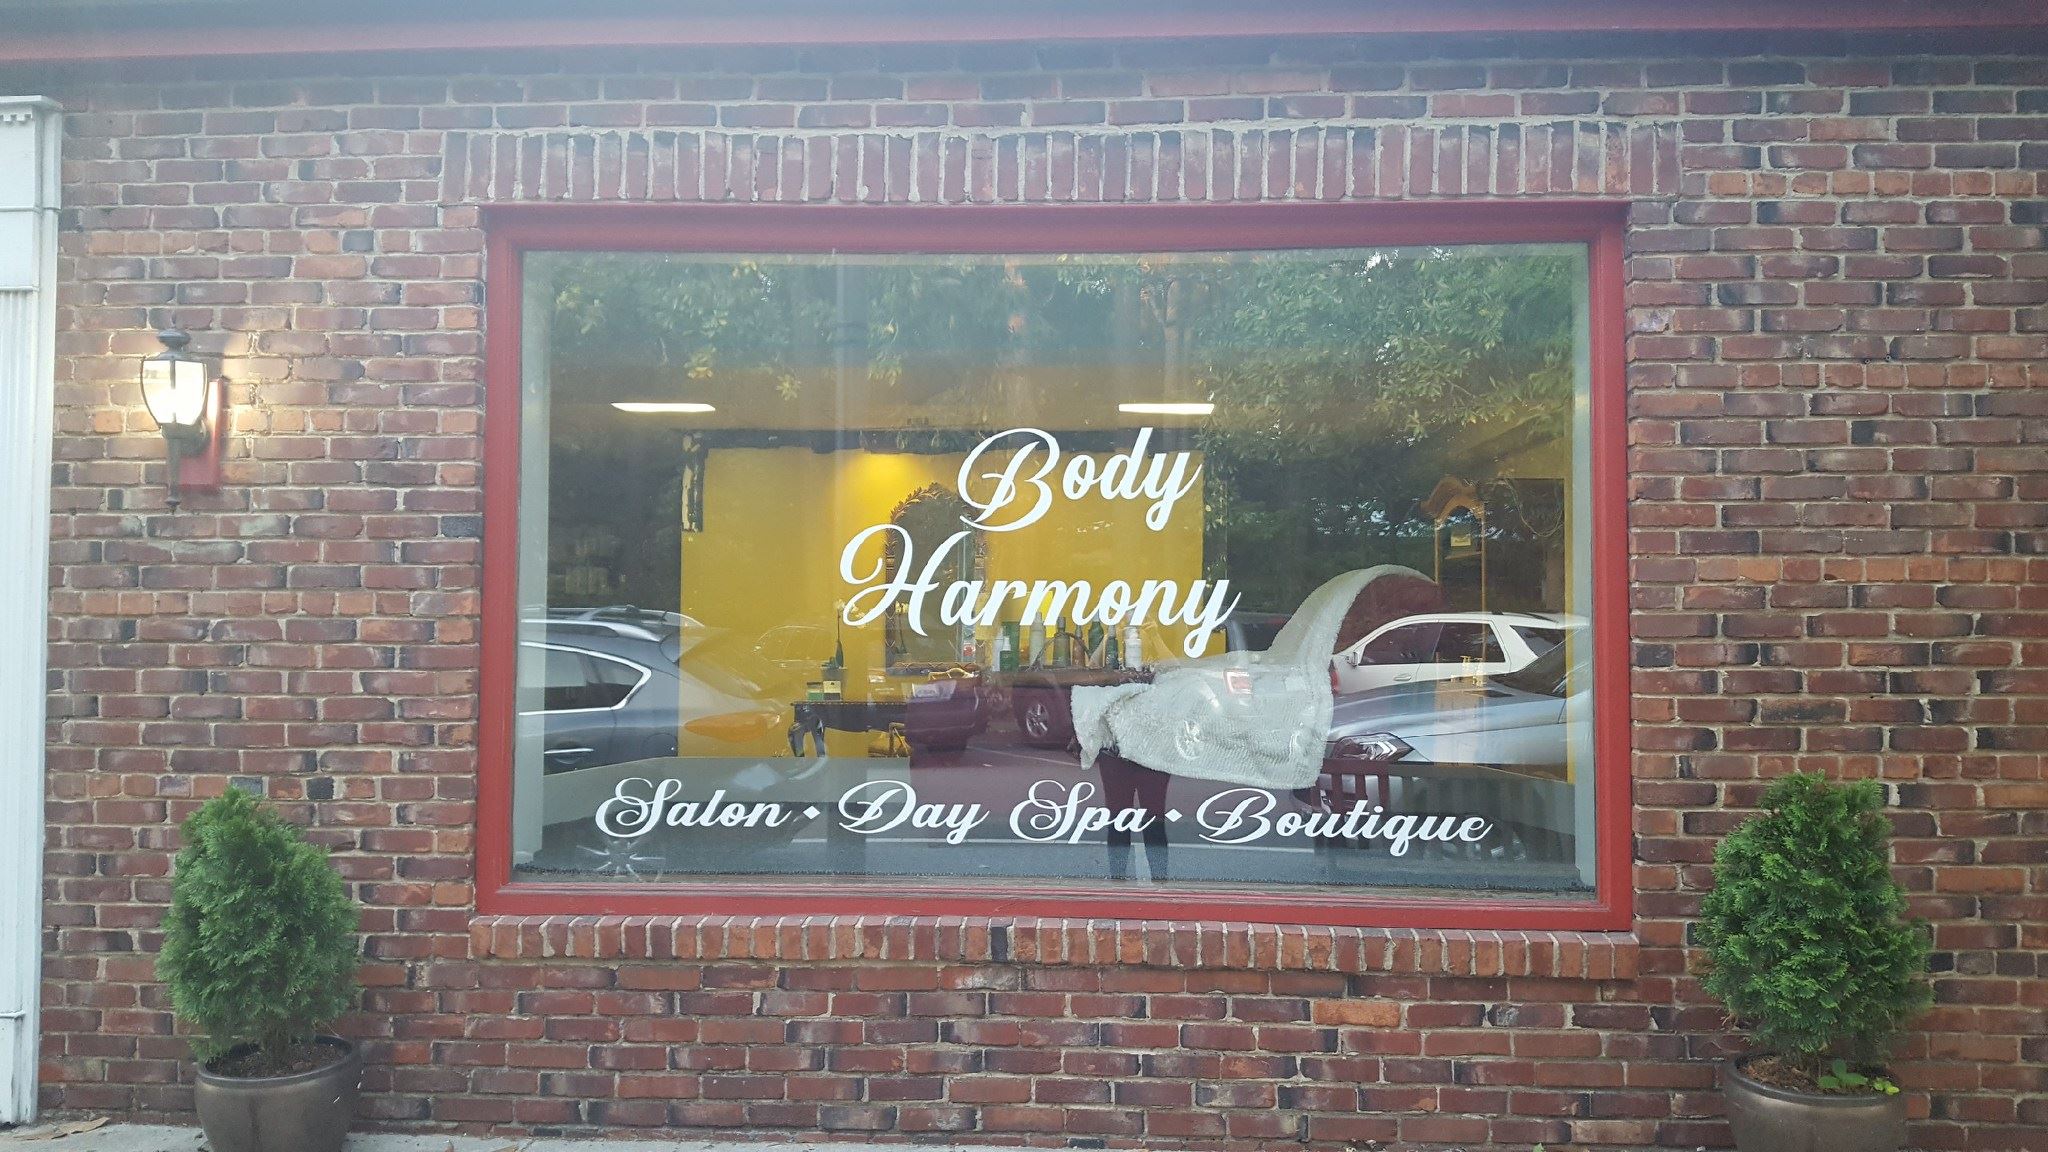 Body
Harmony
Salon • Day Spa • Boutique